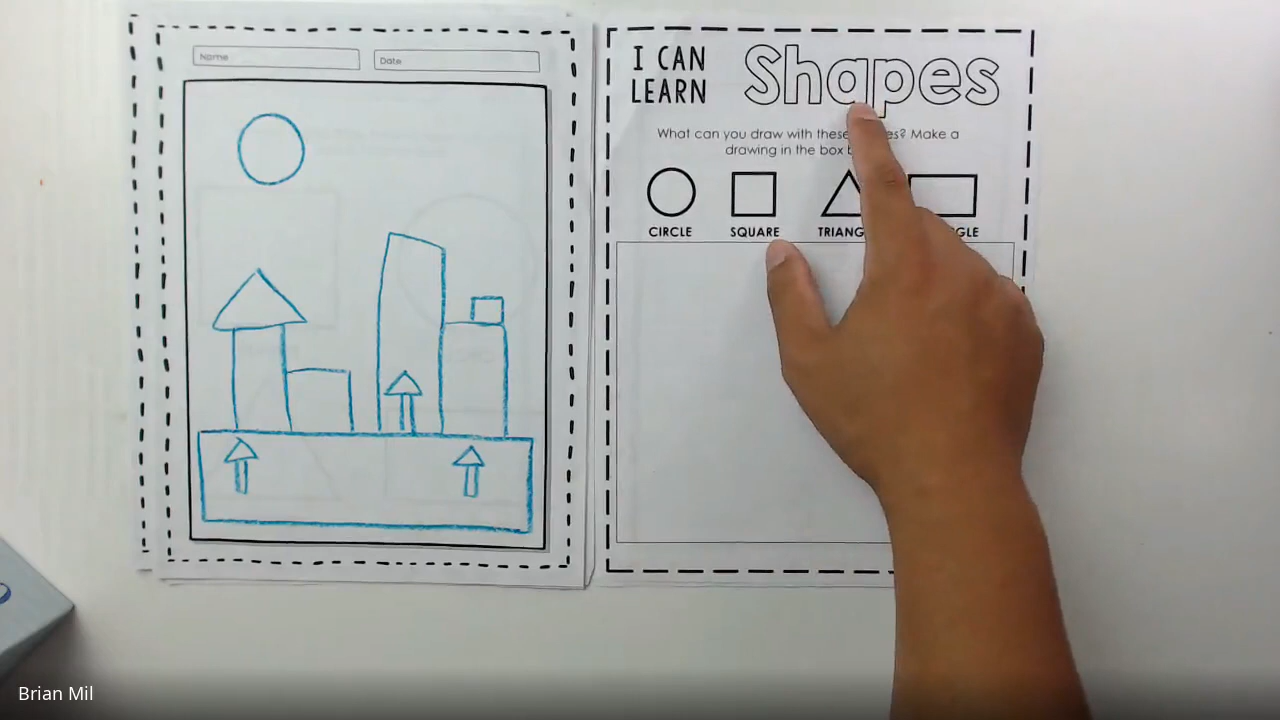 Name
Date
I CAN
LEARN
Shapes
What can you draw with these ? Make a
drawing in the box
CIRCLE
SQUARE
Brian Mil